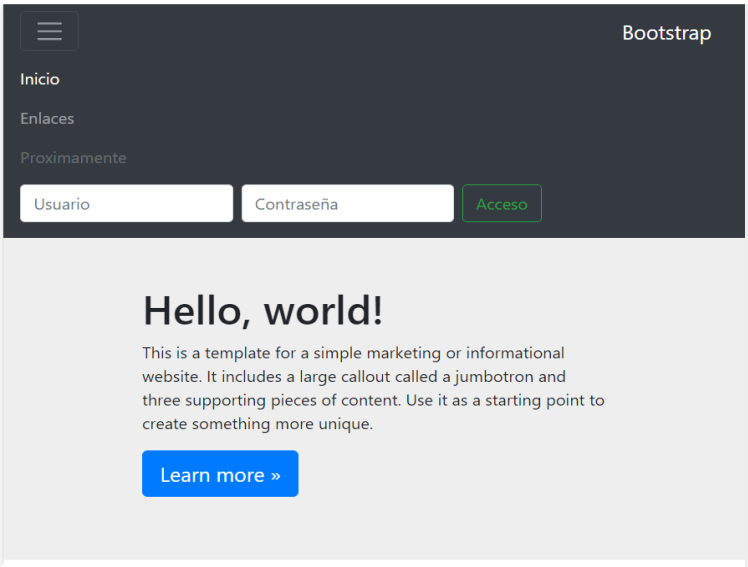 Bootstrap
Inicio
Enlaces
Proximamente
Usuario Contraseña Acceso
Hello, world!
This is a template for a simple marketing or informational
website. It includes a large callout called a jumbotron and
three supporting pieces of content. Use it as a starting point to
create something more unique.
Learn more »